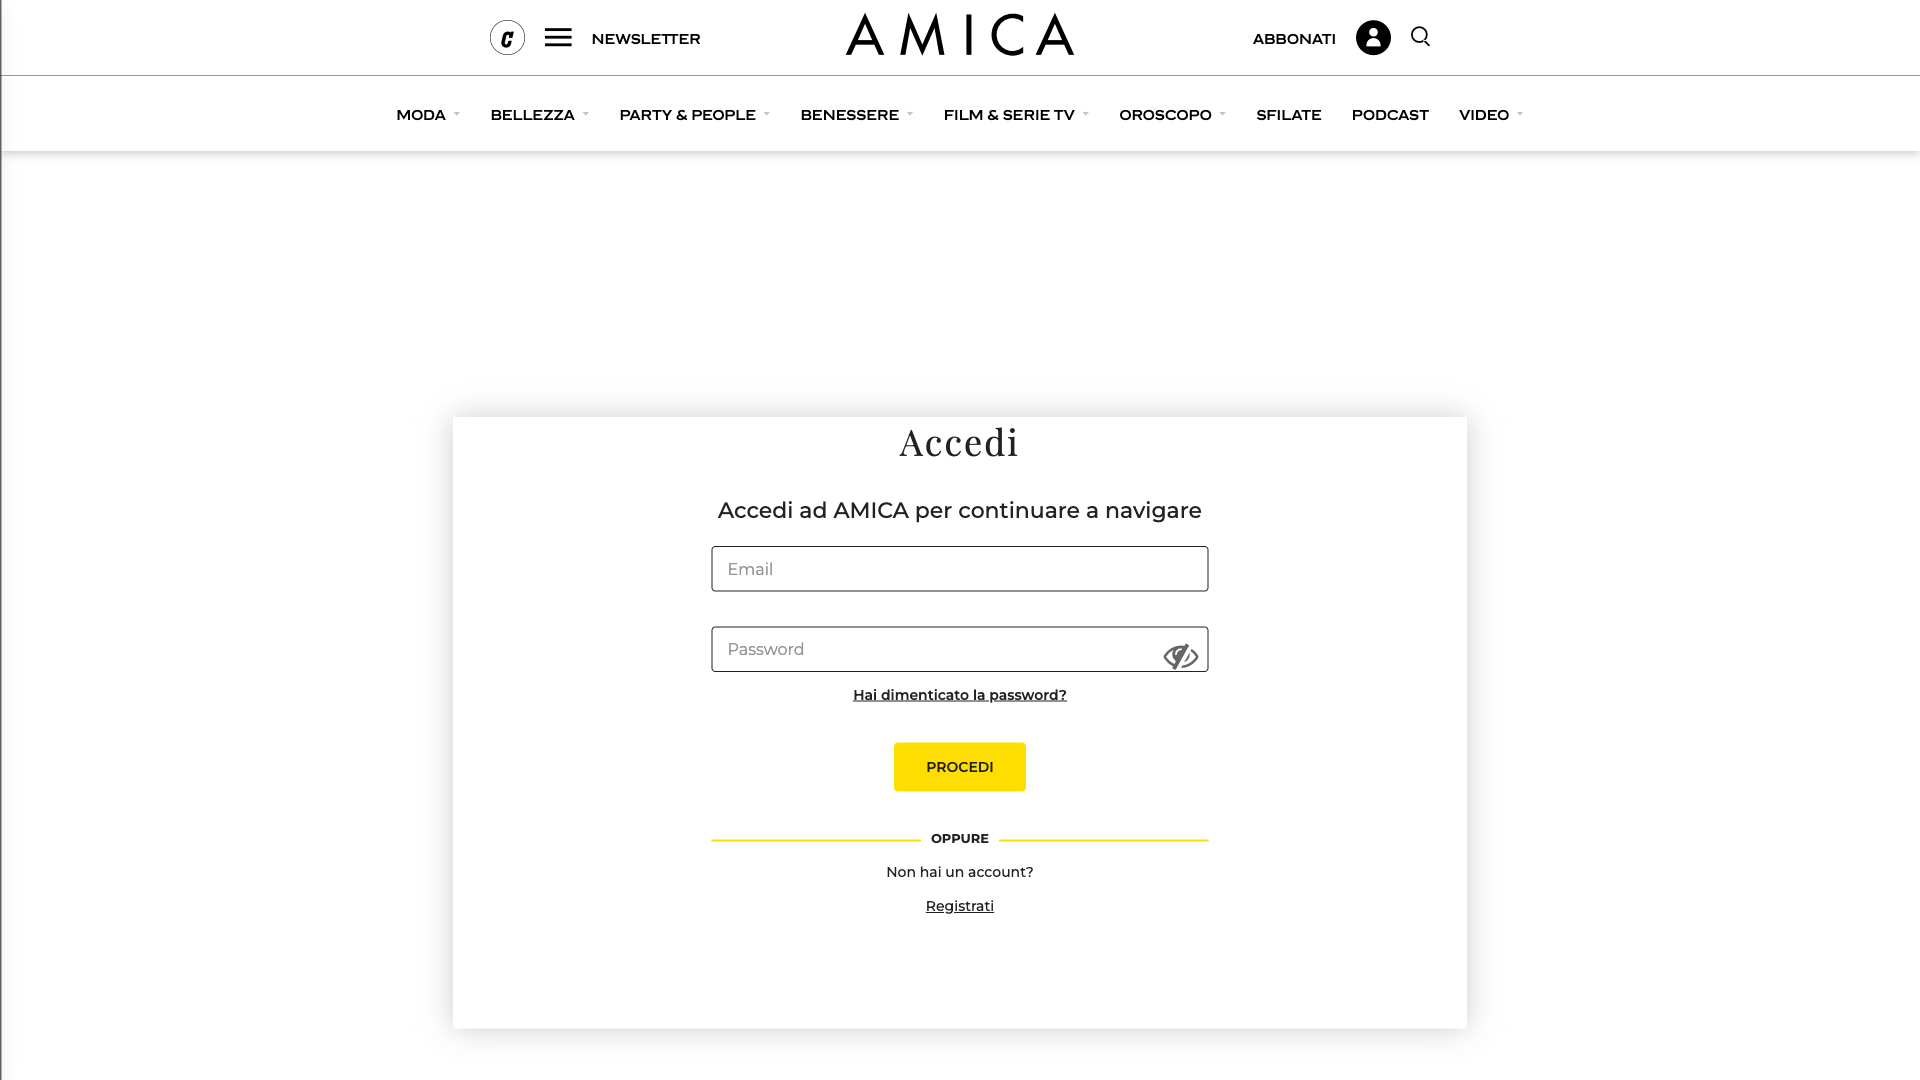 C NEWSLETTER AMICA ABBONATI
MODA BELLEZZA PARTY & PEOPLE BENESSERE FILM & SERIE TV OROSCOPO SFILATE PODCAST VIDEO
Accedi
Accedi ad AMICA per continuare a navigare
Email
Password
Hai dimenticato la password?
PROCEDI
OPPURE
Non hai un account?
Registrati